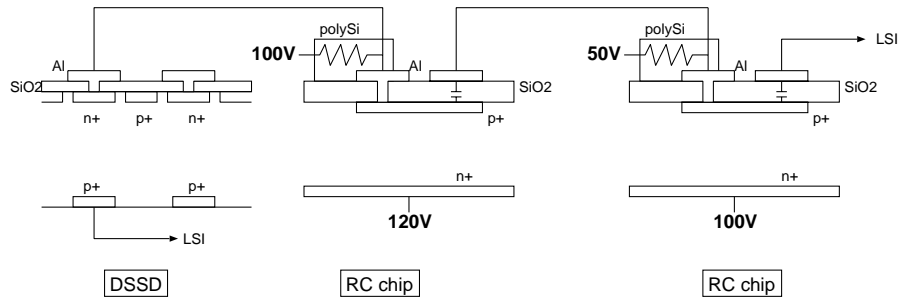 polySi
polySi
100V
50V
LSI
Al
Al
Al
SiO2
SiO2
SiO2
n+
p+
n+
p+
p+
p+
p+
n+
n+
LSI
120V
100V
DSSD
RC chip
RC chip